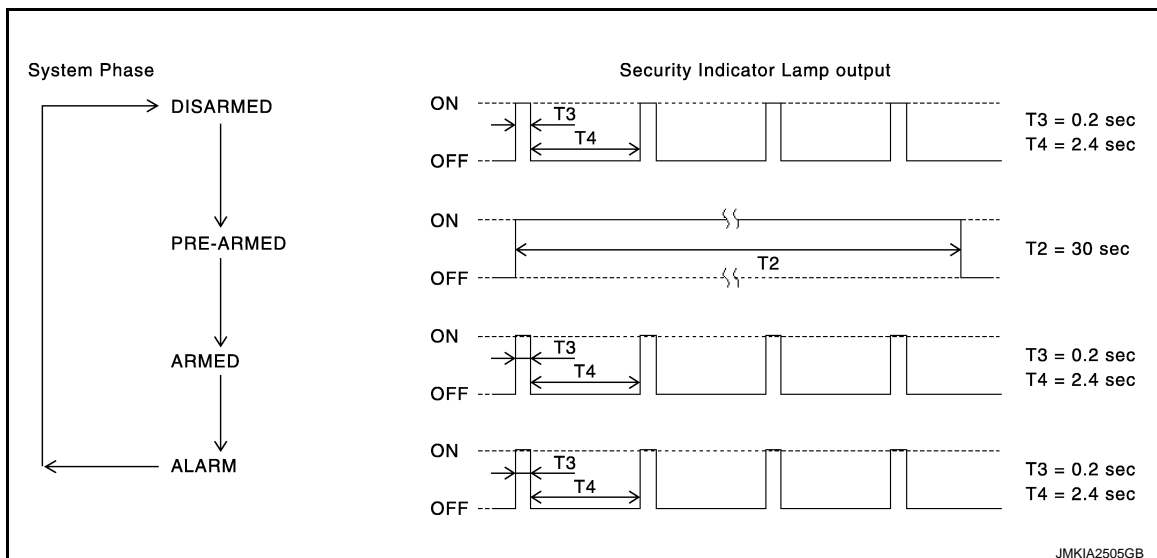 System Phase
Security Indicator Lamp output
DISARMED
ON
OFF
T3
T4
T3 = 0.2 sec
T4 = 2.4 sec
PRE-ARMED
ON
OFF
T2
T2 = 30 sec
ARMED
ON
OFF
T3
T4
T3 = 0.2 sec
T4 = 2.4 sec
ALARM
ON
OFF
T3
T4
T3 = 0.2 sec
T4 = 2.4 sec
JMKIA2505GB